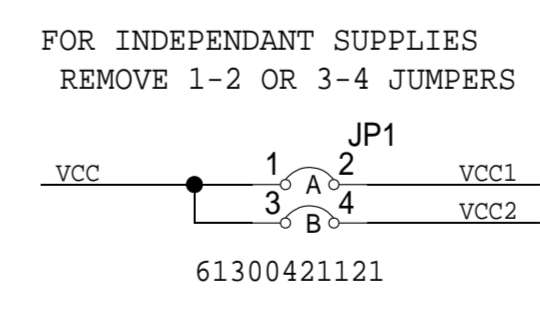 FOR INDEPENDANT SUPPLIES
REMOVE 1-2 OR 3-4 JUMPERS
JP1
VCC 1 A 2 VCC1
3 B 4 VCC2
61300421121